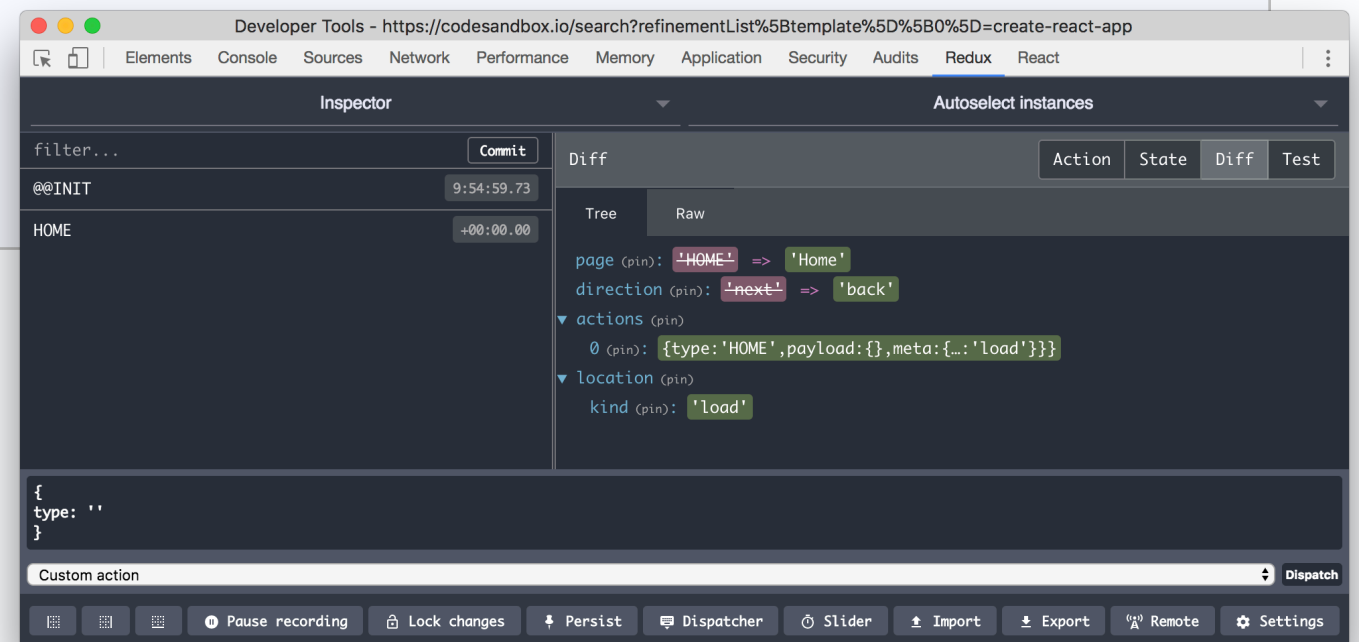 Developer Tools - https://codesandbox.io/search?refinementList%5Btemplate%5D%5B0%5D=create-react-app
Elements Console Sources Network Performance Memory Application Security Audits Redux React
Inspector Autoselect instances
filter... Commit
Diff Action State Diff Test
@@INIT 9:54:59.73
Tree Raw
HOME +00:00.00
page (pin): 'HOME' => 'Home'
direction (pin): 'next' => 'back'
actions (pin)
0 (pin): {type:'HOME',payload:{},meta:{…:'load'}}}
location (pin)
kind (pin): 'load'
{
type: ''
}
Custom action Dispatch
Pause recording Lock changes Persist Dispatcher Slider Import Export Remote Settings